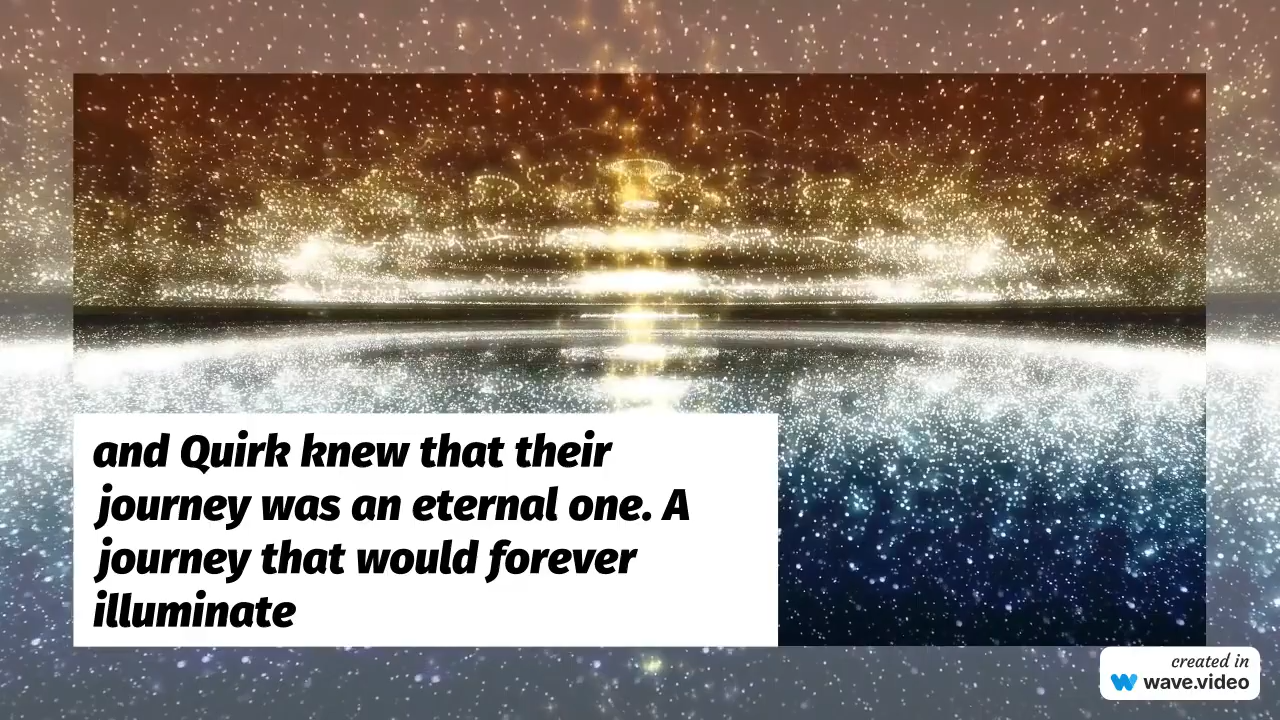 and Quirk knew that their
journey was an eternal one. A
journey that would forever
illuminate
created in
wave.video